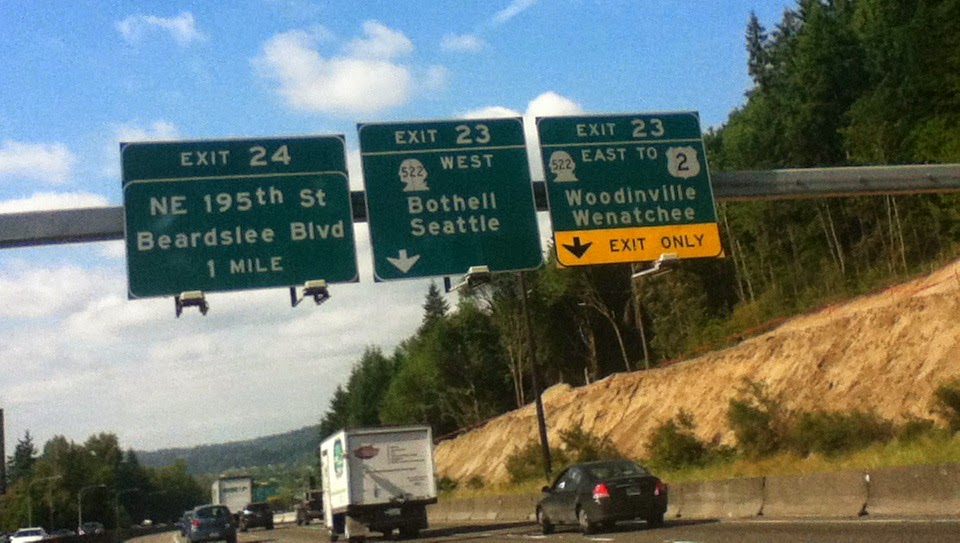 EXIT 24
NE 195th St
Beardslee Blvd
1 MILE
EXIT 23
522 WEST
Bothell
Seattle
EXIT 23
522 EAST TO 2
Woodinville
Wenatchee
EXIT ONLY